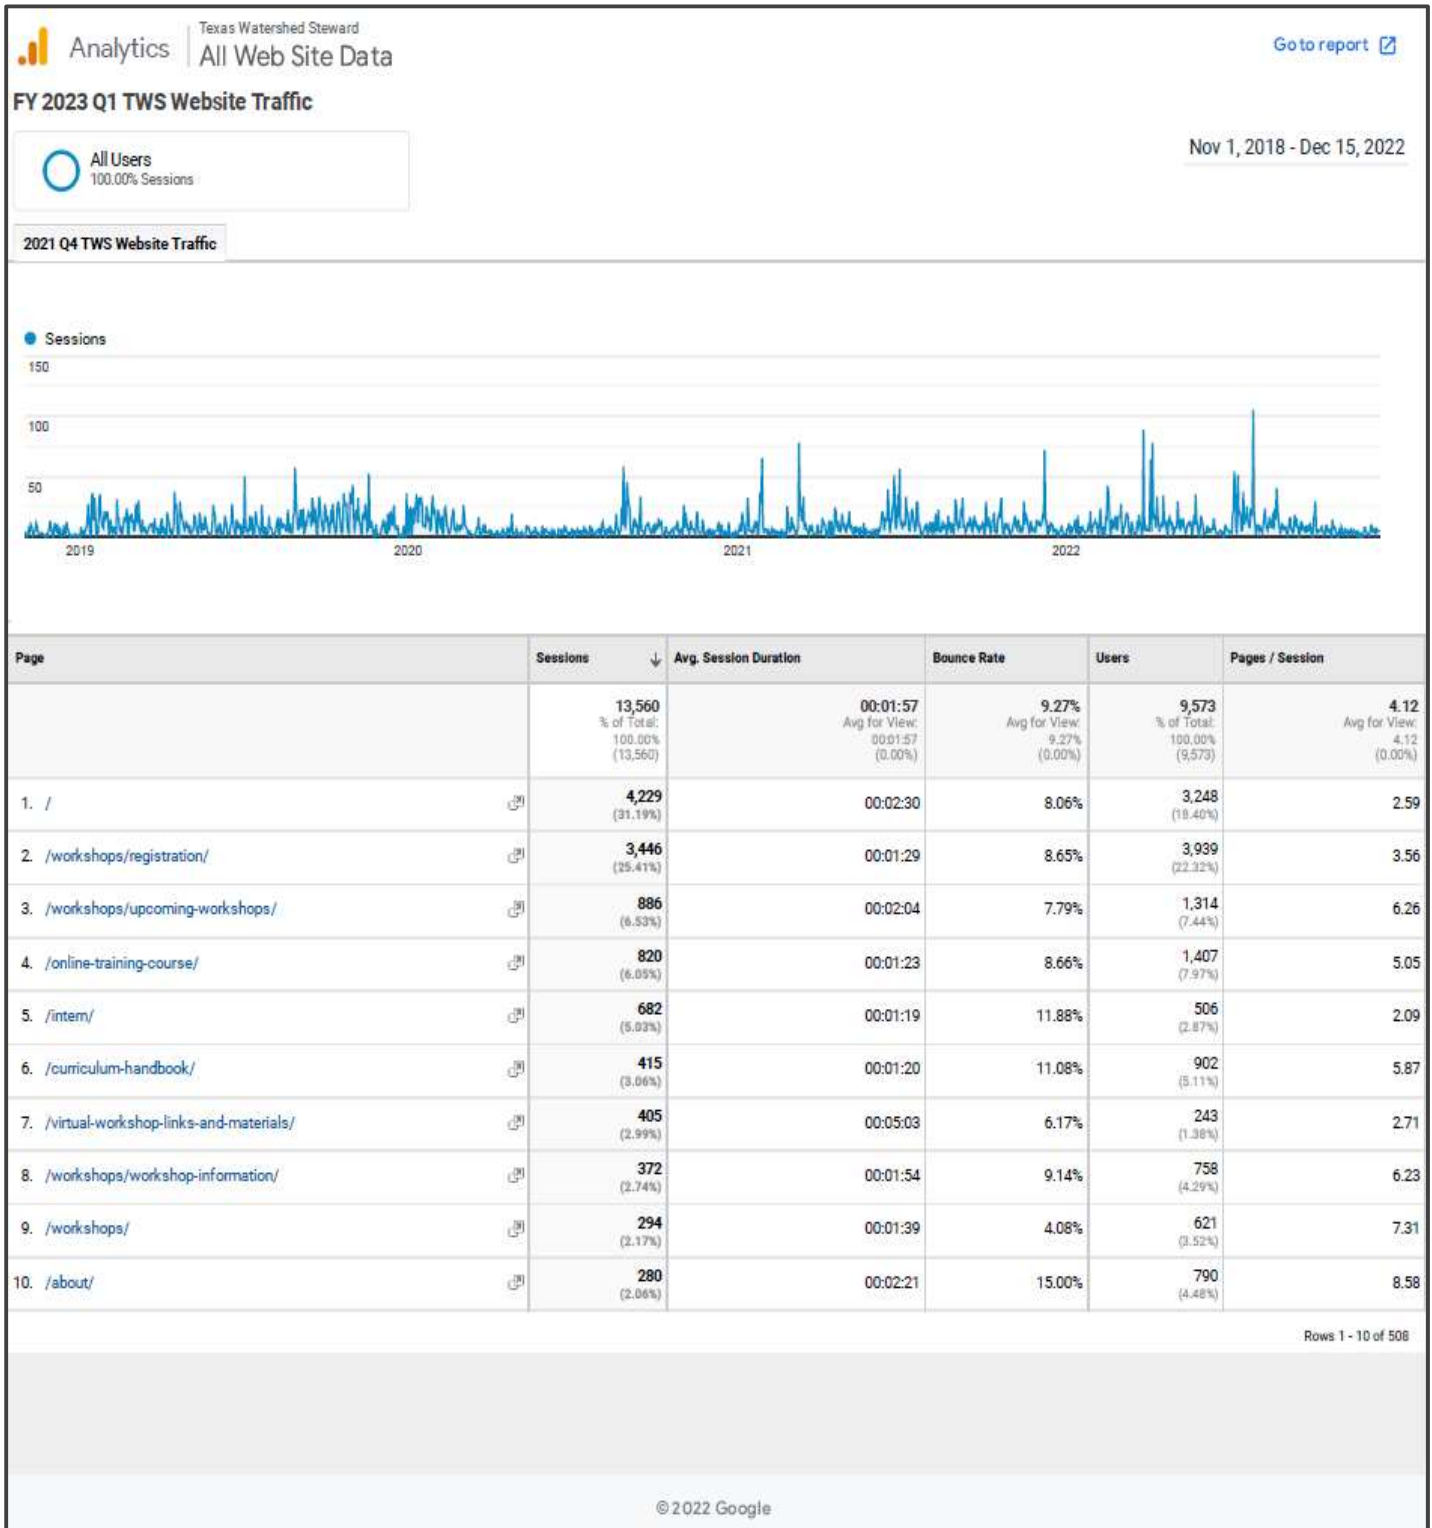 Analytics
Texas Watershed Steward
All Web Site Data
Go to report
FY 2023 Q1 TWS Website Traffic
All Users
100.00% Sessions
Nov 1, 2018 - Dec 15, 2022
2021 Q4 TWS Website Traffic
Sessions
150
100
50
2019 2020 2021 2022
Page Sessions Avg. Session Duration Bounce Rate Users Pages / Session
13,560 00:01:57 9.27% 9,573 4.12
% of Total: Avg for View: Avg for View: % of Total: Avg for View:
100.00% 00:01:57 9.27% 100.00% 4.12
(13,560) (0.00%) (0.00%) (9,573) (0.00%)
1. / 4,229 00:02:30 8.06% 3,248 2.59
(31.19%) (18.40%)
2. /workshops/registration/ 3,446 00:01:29 8.65% 3,939 3.56
(25.41%) (22.32%)
3. /workshops/upcoming-workshops/ 886 00:02:04 7.79% 1,314 6.26
(6.53%) (7.44%)
4. /online-training-course/ 820 00:01:23 8.66% 1,407 5.05
(6.05%) (7.97%)
5. /intern/ 682 00:01:19 11.88% 506 2.09
(5.03%) (2.87%)
6. /curriculum-handbook/ 415 00:01:20 11.08% 902 5.87
(3.06%) (5.11%)
7. /virtual-workshop-links-and-materials/ 405 00:05:03 6.17% 243 2.71
(2.99%) (1.38%)
8. /workshops/workshop-information/ 372 00:01:54 9.14% 758 6.23
(2.74%) (4.29%)
9. /workshops/ 294 00:01:39 4.08% 621 7.31
(2.17%) (3.52%)
10. /about/ 280 00:02:21 15.00% 790 8.58
(2.06%) (4.48%)
Rows 1 - 10 of 508
© 2022 Google